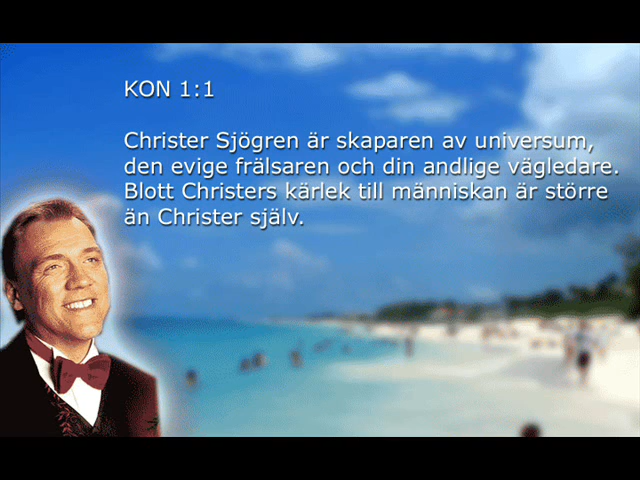 KON 1:1
Christer Sjögren är skaparen av universum,
den evige frälsaren och din andlige vägledare.
Blott Christers kärlek till människan är större
än Christer själv.